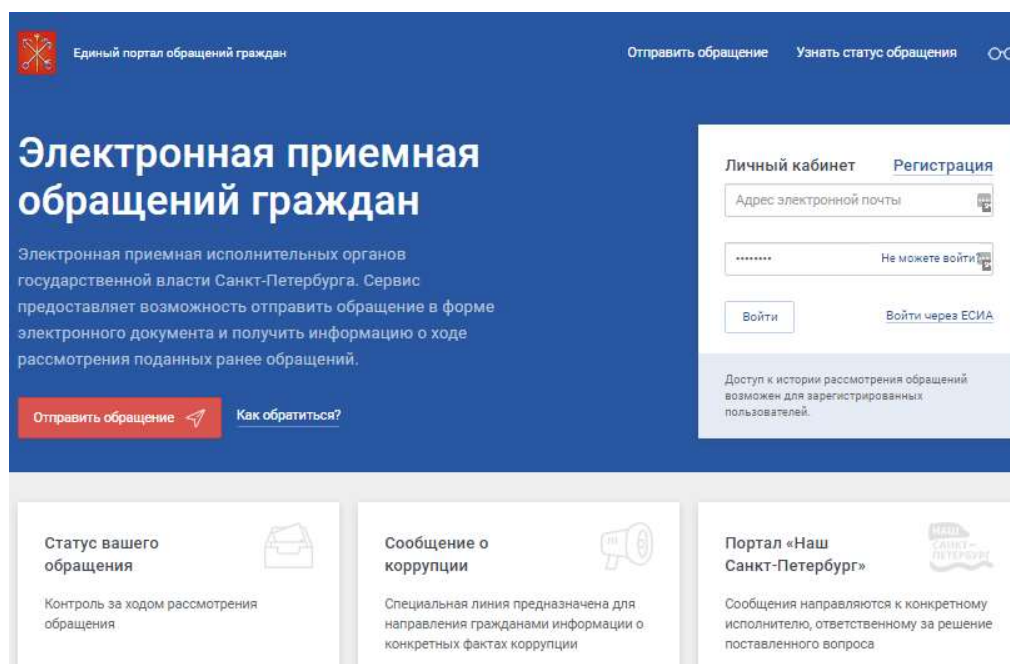 Единый портал обращений граждан
Отправить обращение
Узнать статус обращения
Электронная приемная
обращений граждан
Электронная приемная исполнительных органов
государственной власти Санкт-Петербурга. Сервис
предоставляет возможность отправить обращение в форме
электронного документа и получить информацию о ходе
рассмотрения поданных ранее обращений.
Отправить обращение
Как обратиться?
Личный кабинет
Регистрация
Адрес электронной почты
••••••••
Не можете войти?
Войти
Войти через ЕСИА
Доступ к истории рассмотрения обращений
возможен для зарегистрированных
пользователей.
Статус вашего
обращения
Контроль за ходом рассмотрения
обращения
Сообщение о
коррупции
Специальная линия предназначена для
направления гражданами информации о
конкретных фактах коррупции
Портал «Наш
Санкт-Петербург»
НАШ
САНКТ-
ПЕТЕРБУРГ
Сообщения направляются к конкретному
исполнителю, ответственному за решение
поставленного вопроса